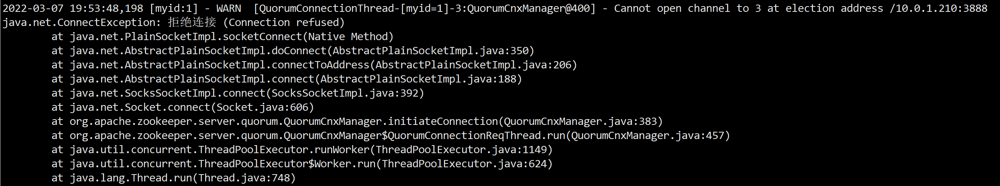 2022-03-07 19:53:48,198 [myid:1] - WARN  [QuorumConnectionThread-[myid=1]-3:QuorumCnxManager@400] - Cannot open channel to 3 at election address /10.0.1.210:3888
java.net.ConnectException: 拒绝连接 (Connection refused)
        at java.net.PlainSocketImpl.socketConnect(Native Method)
        at java.net.AbstractPlainSocketImpl.doConnect(AbstractPlainSocketImpl.java:350)
        at java.net.AbstractPlainSocketImpl.connectToAddress(AbstractPlainSocketImpl.java:206)
        at java.net.AbstractPlainSocketImpl.connect(AbstractPlainSocketImpl.java:188)
        at java.net.SocksSocketImpl.connect(SocksSocketImpl.java:392)
        at java.net.Socket.connect(Socket.java:606)
        at org.apache.zookeeper.server.quorum.QuorumCnxManager.initiateConnection(QuorumCnxManager.java:383)
        at org.apache.zookeeper.server.quorum.QuorumCnxManager$QuorumConnectionReqThread.run(QuorumCnxManager.java:457)
        at java.util.concurrent.ThreadPoolExecutor.runWorker(ThreadPoolExecutor.java:1149)
        at java.util.concurrent.ThreadPoolExecutor$Worker.run(ThreadPoolExecutor.java:624)
        at java.lang.Thread.run(Thread.java:748)